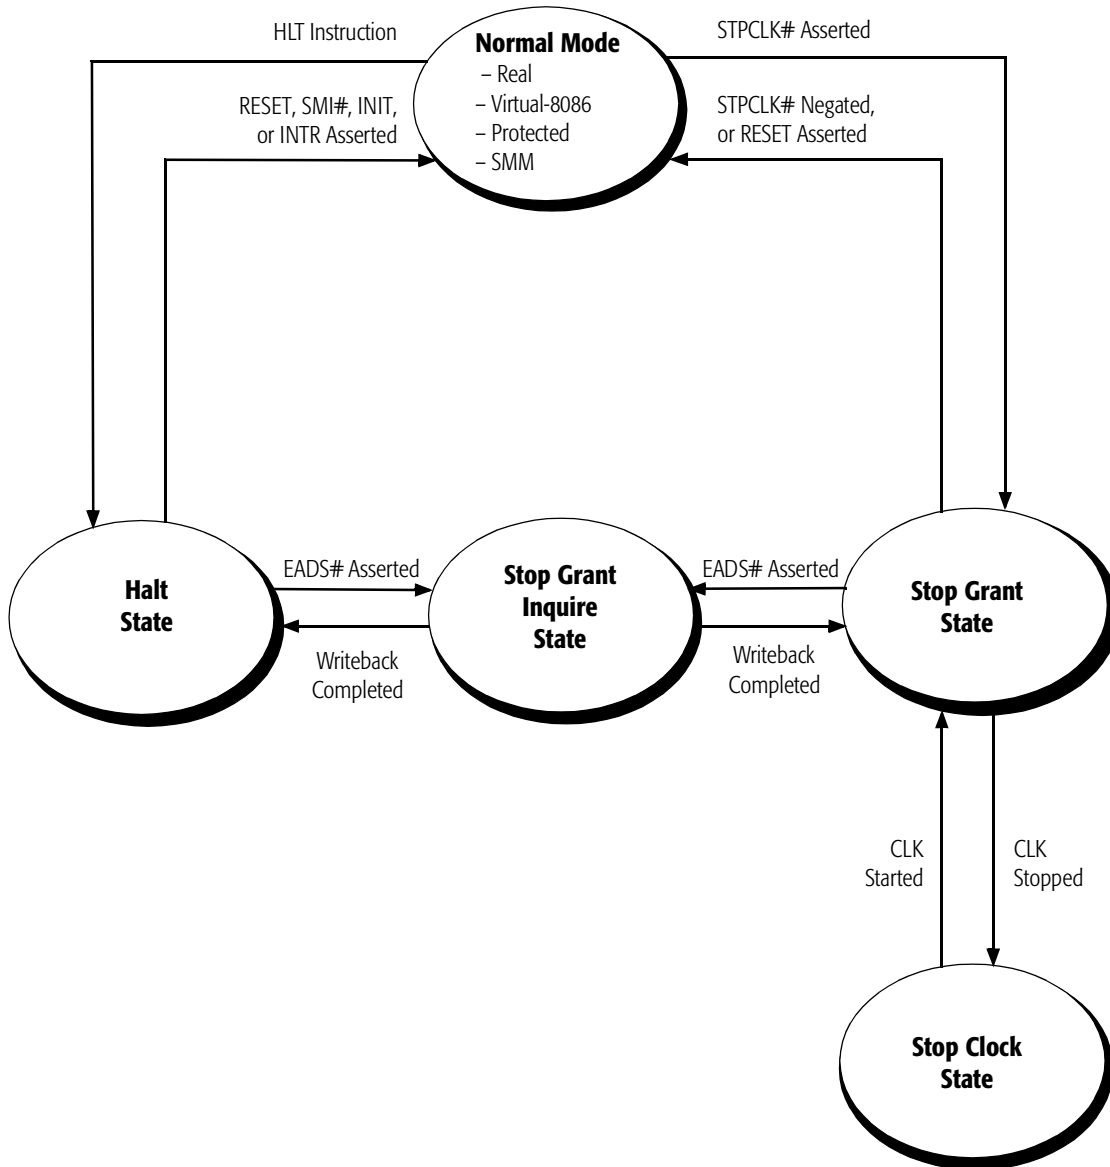 HLT Instruction
Normal Mode
– Real
– Virtual-8086
– Protected
– SMM
STPCLK# Asserted
RESET, SMI#, INIT,
or INTR Asserted
STPCLK# Negated,
or RESET Asserted
Halt
State
EADS# Asserted
Writeback
Completed
Stop Grant
Inquire
State
EADS# Asserted
Writeback
Completed
Stop Grant
State
CLK
Started
CLK
Stopped
Stop Clock
State